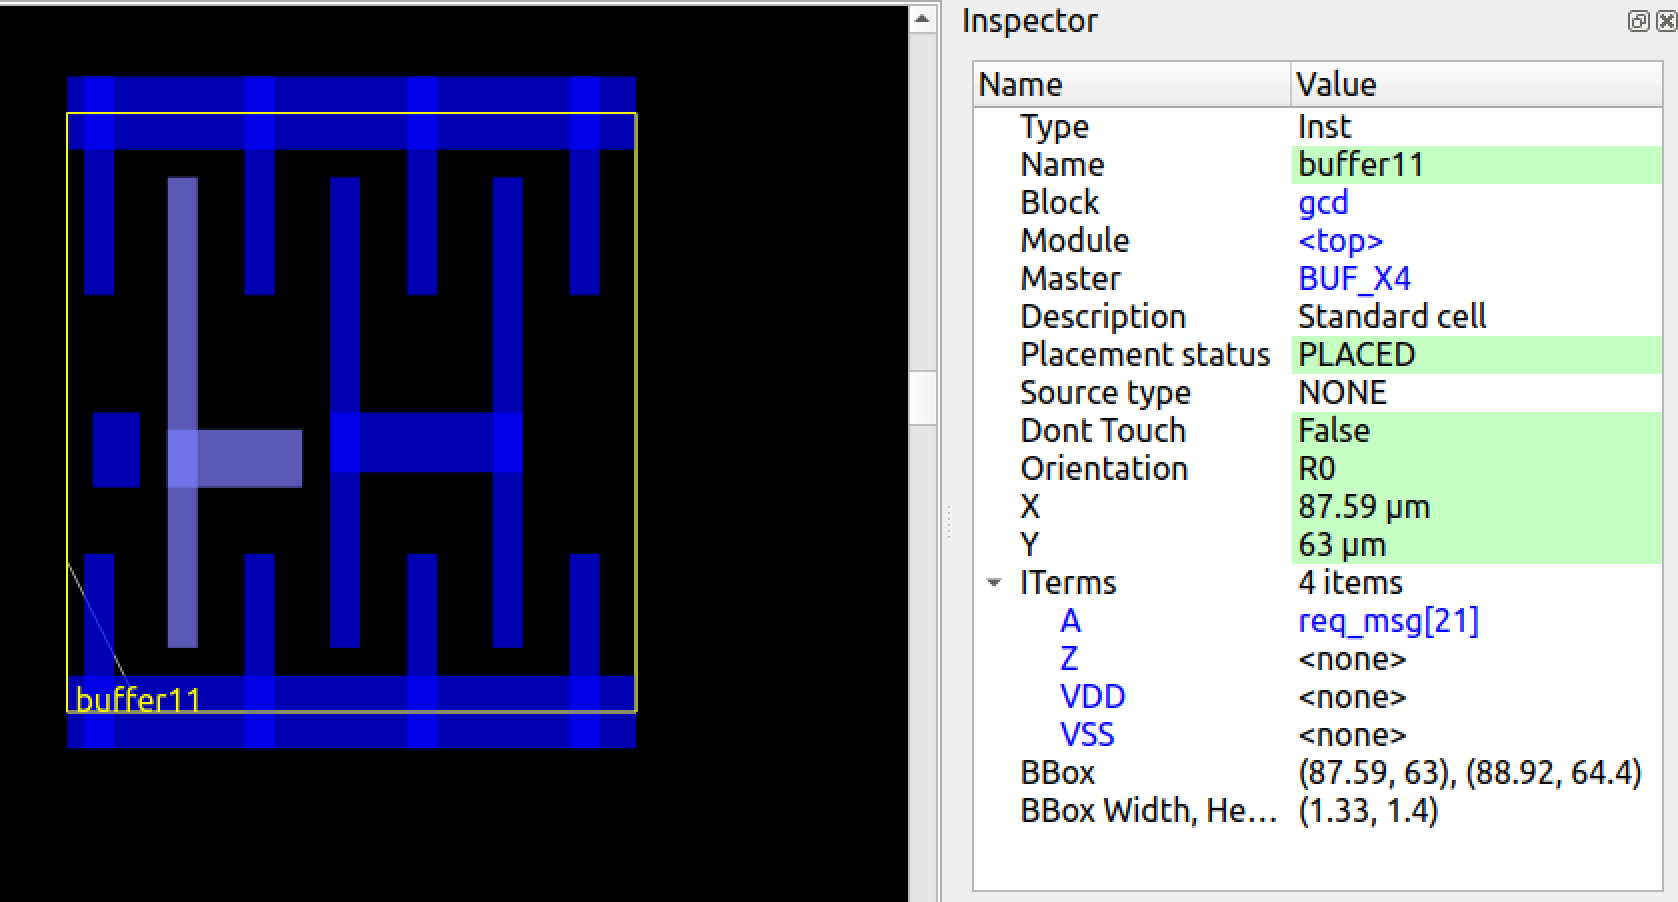 Inspector
Name Value
Type Inst
Name buffer11
Block gcd
Module <top>
Master BUF_X4
Description Standard cell
Placement status PLACED
Source type NONE
Dont Touch False
Orientation R0
X 87.59 μm
Y 63 μm
ITerms 4 items
A req_msg[21]
Z <none>
VDD <none>
VSS <none>
BBox (87.59, 63), (88.92, 64.4)
BBox Width, He... (1.33, 1.4)
buffer11